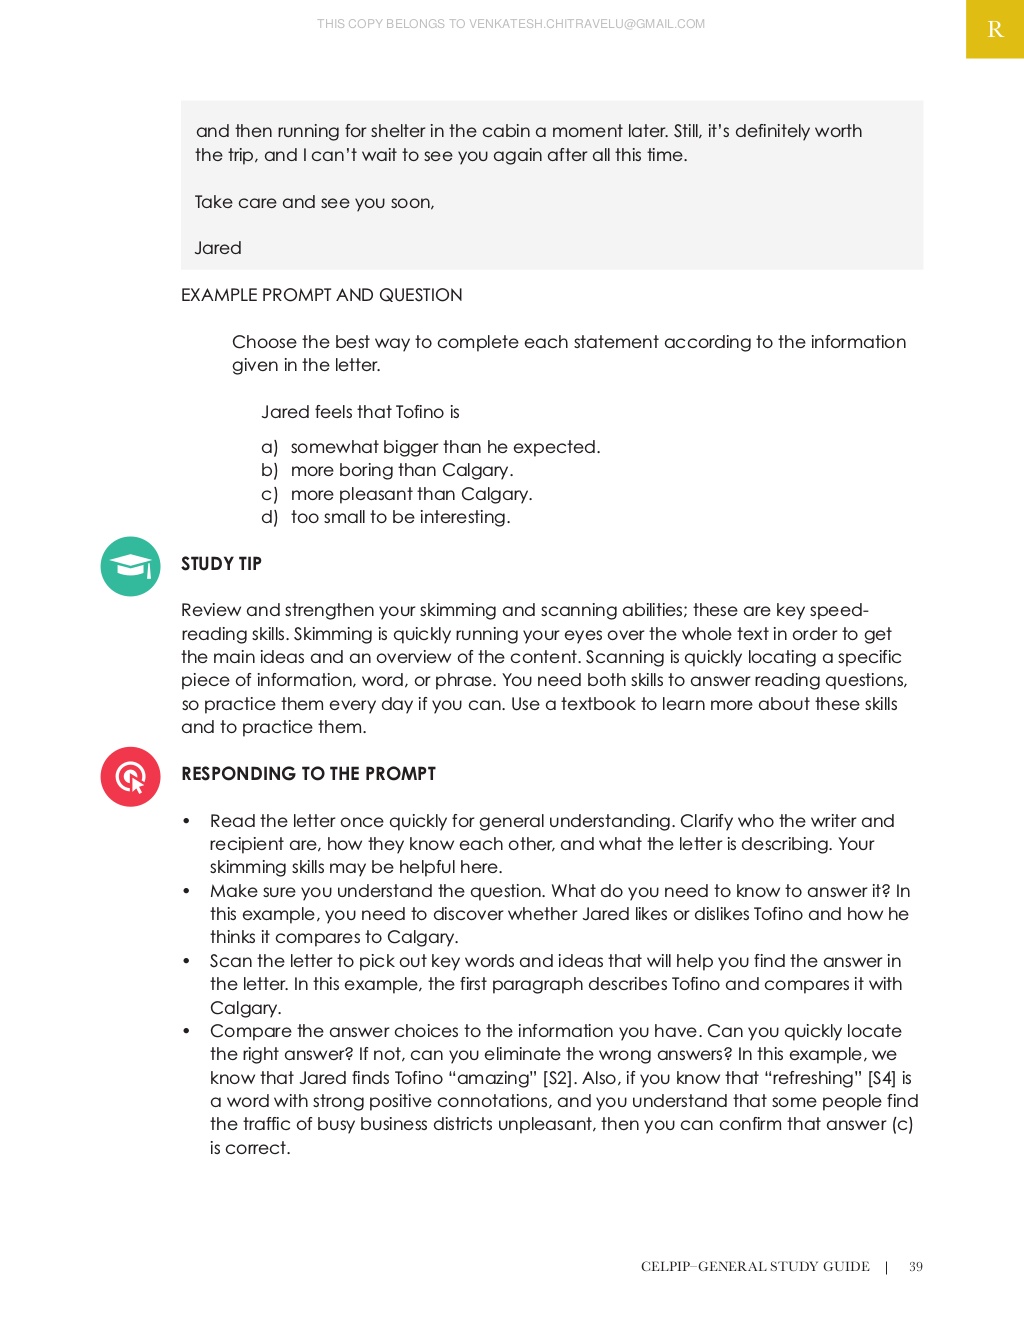 THIS COPY BELONGS TO VENKATESH.CHITRAVELU@GMAIL.COM
R
and then running for shelter in the cabin a moment later. Still, it’s definitely worth
the trip, and I can’t wait to see you again after all this time.
Take care and see you soon,
Jared
EXAMPLE PROMPT AND QUESTION
Choose the best way to complete each statement according to the information
given in the letter.
Jared feels that Tofino is
a) somewhat bigger than he expected.
b) more boring than Calgary.
c) more pleasant than Calgary.
d) too small to be interesting.
STUDY TIP
Review and strengthen your skimming and scanning abilities; these are key speed-
reading skills. Skimming is quickly running your eyes over the whole text in order to get
the main ideas and an overview of the content. Scanning is quickly locating a specific
piece of information, word, or phrase. You need both skills to answer reading questions,
so practice them every day if you can. Use a textbook to learn more about these skills
and to practice them.
RESPONDING TO THE PROMPT
• Read the letter once quickly for general understanding. Clarify who the writer and
recipient are, how they know each other, and what the letter is describing. Your
skimming skills may be helpful here.
• Make sure you understand the question. What do you need to know to answer it? In
this example, you need to discover whether Jared likes or dislikes Tofino and how he
thinks it compares to Calgary.
• Scan the letter to pick out key words and ideas that will help you find the answer in
the letter. In this example, the first paragraph describes Tofino and compares it with
Calgary.
• Compare the answer choices to the information you have. Can you quickly locate
the right answer? If not, can you eliminate the wrong answers? In this example, we
know that Jared finds Tofino “amazing” [S2]. Also, if you know that “refreshing” [S4] is
a word with strong positive connotations, and you understand that some people find
the traffic of busy business districts unpleasant, then you can confirm that answer (c)
is correct.
CELPIP–GENERAL STUDY GUIDE | 39